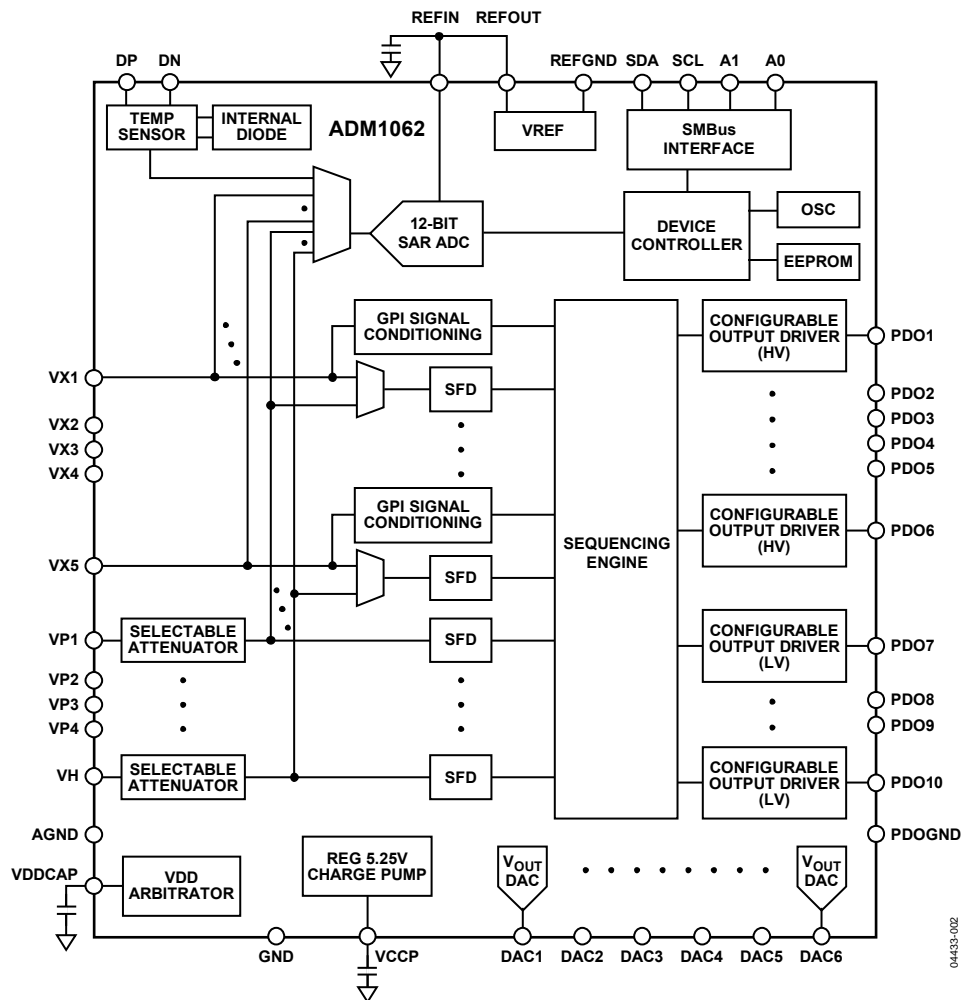 REFIN REFOUT
DP DN REFGND SDA SCL A1 A0
TEMP
SENSOR
INTERNAL
DIODE
ADM1062
VREF
SMBus
INTERFACE
12-BIT
SAR ADC
DEVICE
CONTROLLER
OSC
EEPROM
GPI SIGNAL
CONDITIONING
CONFIGURABLE
OUTPUT DRIVER
(HV)
PDO1
VX1
SFD
PDO2
VX2
PDO3
VX3
PDO4
VX4
PDO5
GPI SIGNAL
CONDITIONING
CONFIGURABLE
OUTPUT DRIVER
(HV)
PDO6
SEQUENCING
ENGINE
VX5
SFD
VP1
SELECTABLE
ATTENUATOR
SFD
CONFIGURABLE
OUTPUT DRIVER
(LV)
PDO7
VP2
PDO8
VP3
PDO9
VP4
VH
SELECTABLE
ATTENUATOR
SFD
CONFIGURABLE
OUTPUT DRIVER
(LV)
PDO10
AGND
PDOGND
VDDCAP
VDD
ARBITRATOR
REG 5.25V
CHARGE PUMP
VOUT
DAC
VOUT
DAC
GND VCCP DAC1 DAC2 DAC3 DAC4 DAC5 DAC6
04433-002